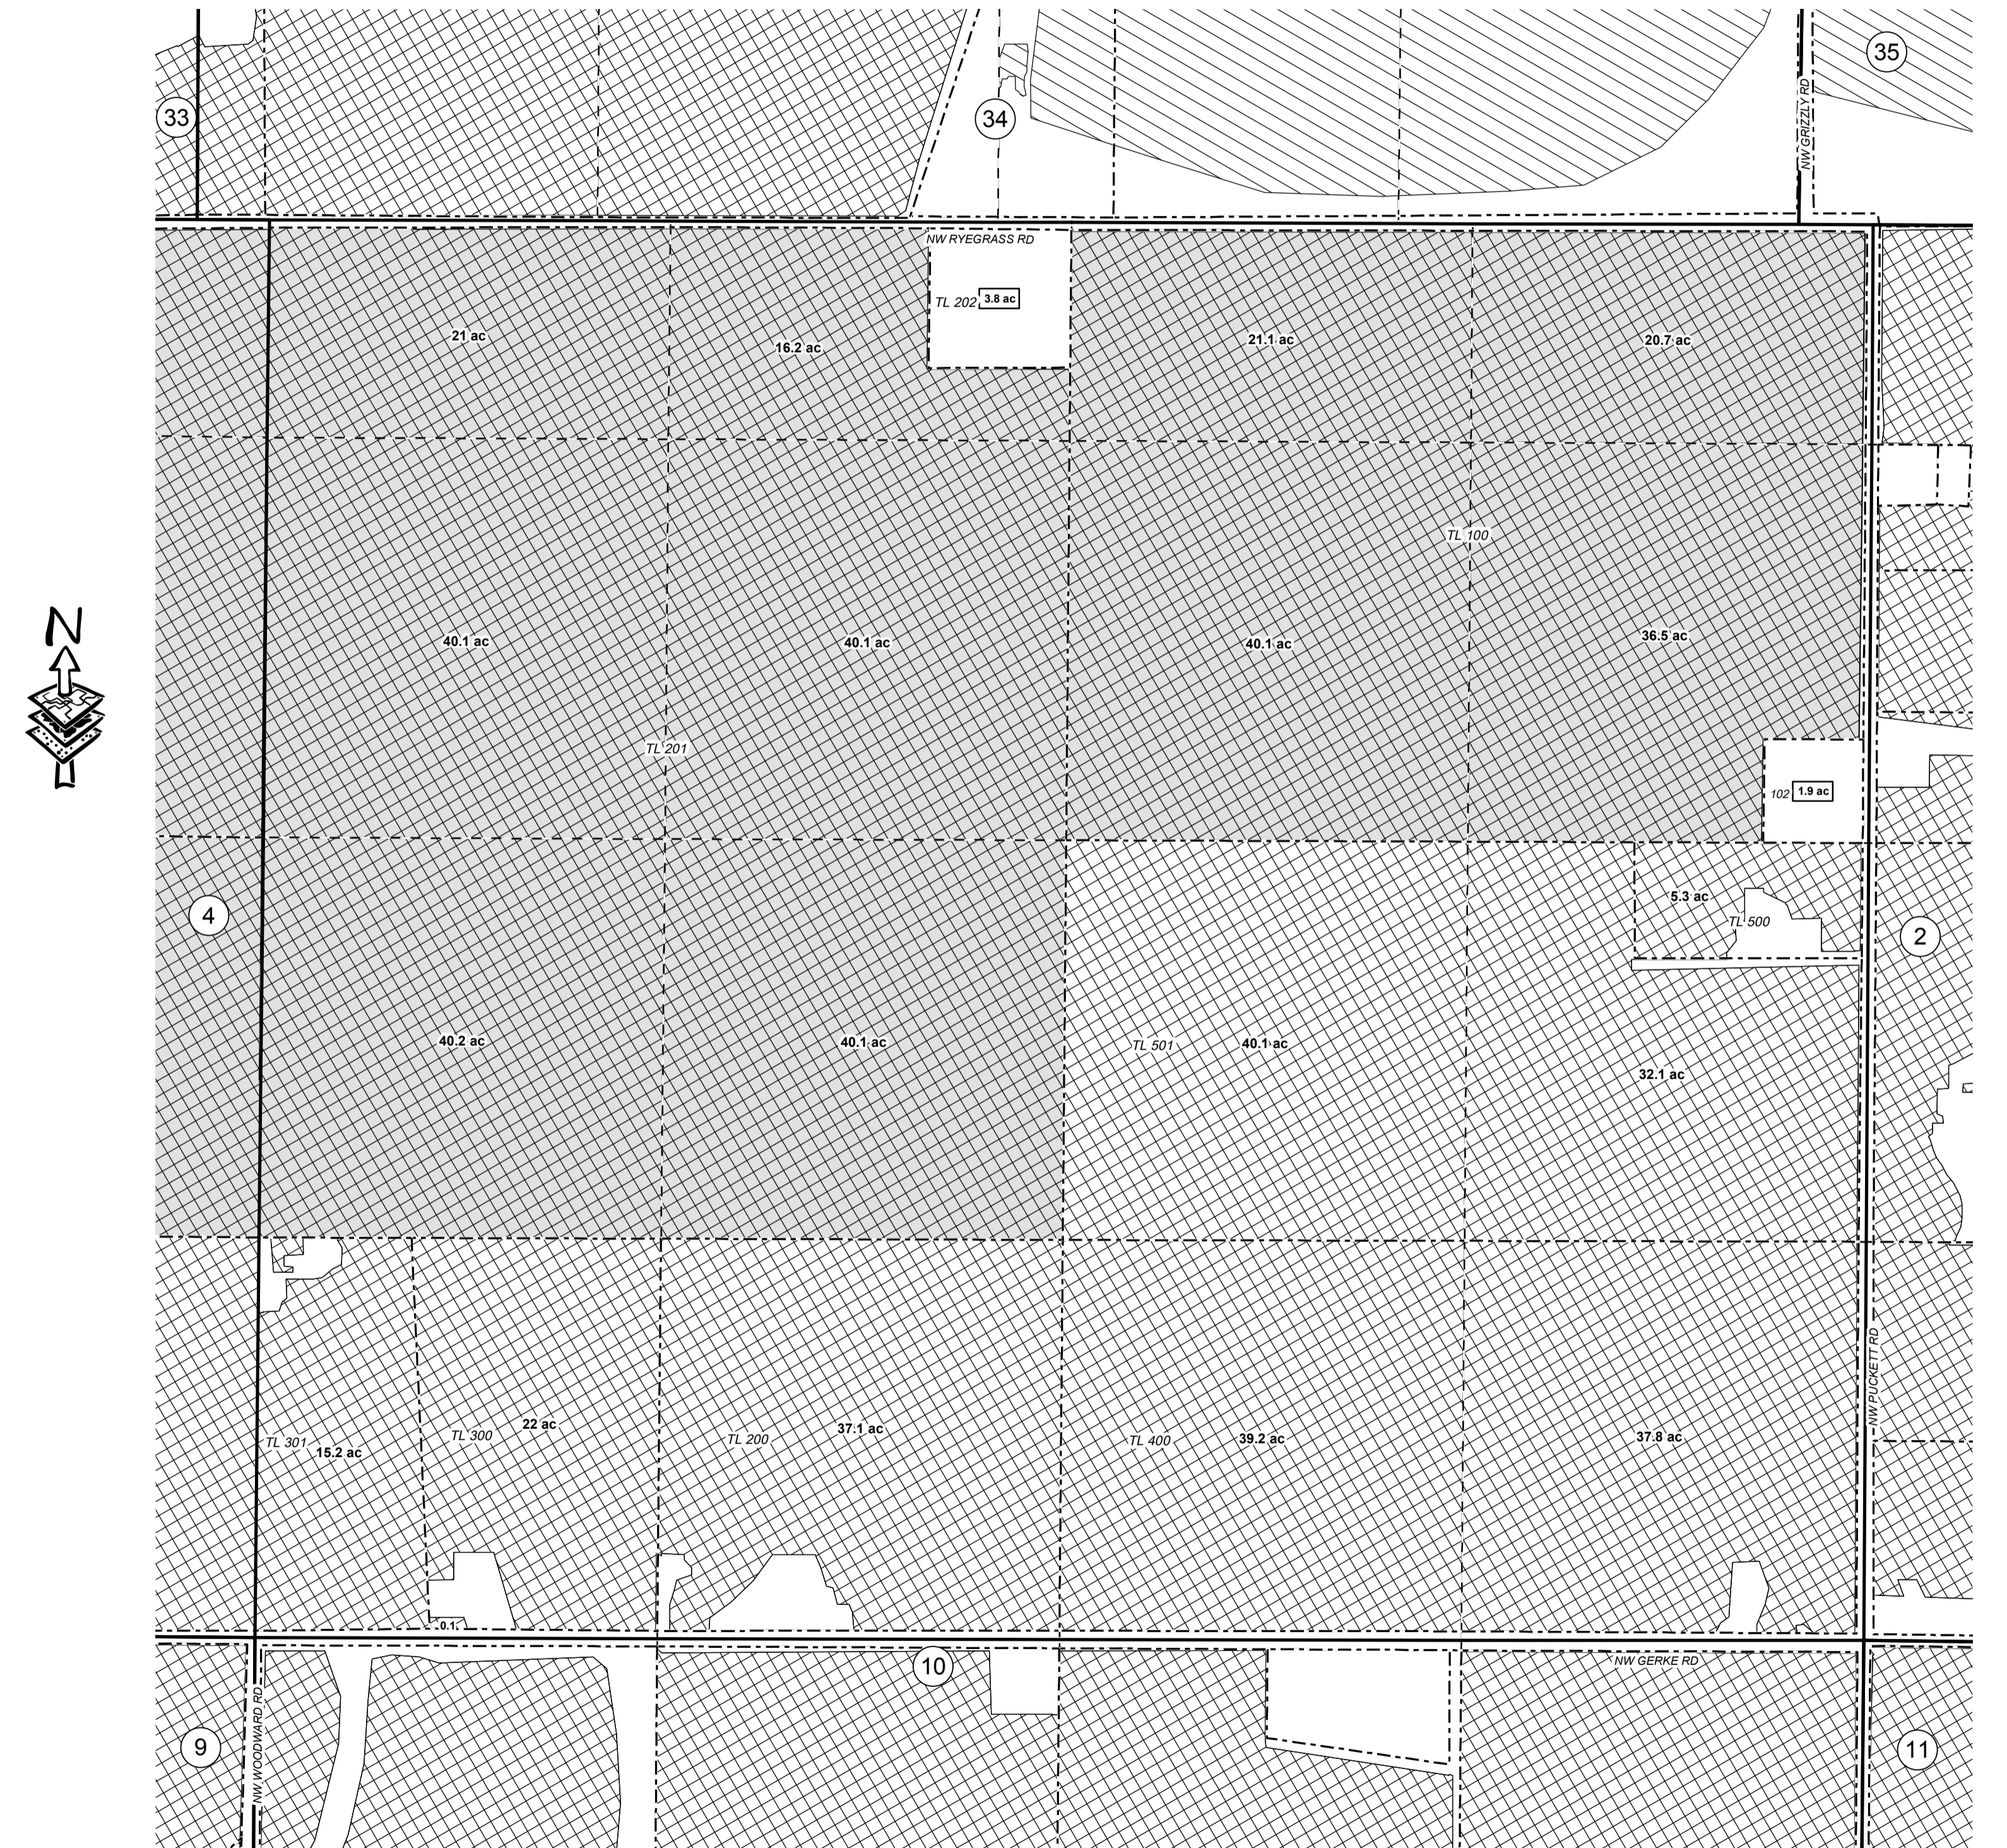 35
33
34
NW GRIZZLY RD
NW RYEGRASS RD
TL 202 3.8 ac
21 ac
16.2 ac
21.1 ac
20.7 ac
TL 100
N
40.1 ac
40.1 ac
40.1 ac
36.5 ac
TL 201
102 1.9 ac
5.3 ac
4
TL 500
2
40.2 ac
40.1 ac
TL 501
40.1 ac
32.1 ac
NW PUCKETT RD
TL 301
15.2 ac
TL 300
22 ac
TL 200
37.1 ac
TL 400
39.2 ac
37.8 ac
0.1
10
NW GERKE RD
NW WOODWARD RD
9
11